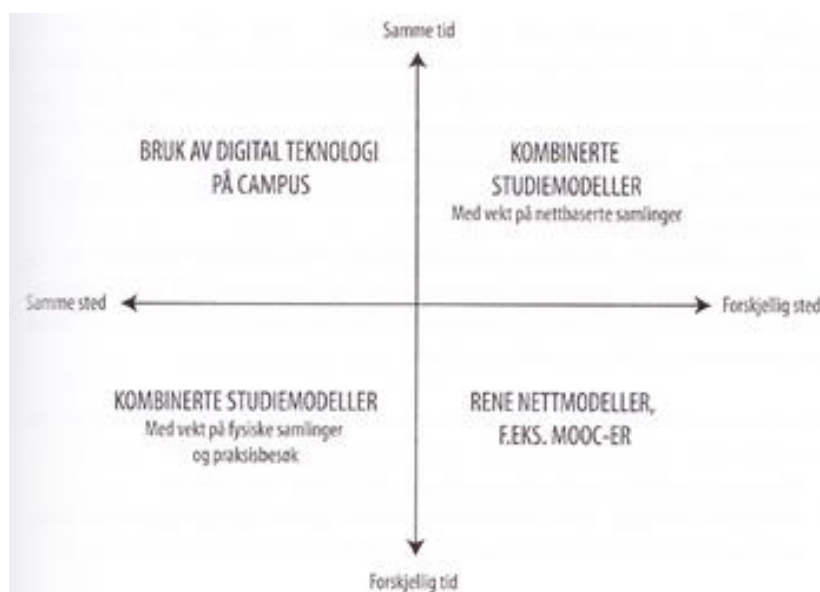 Samme tid
BRUK AV DIGITAL TEKNOLOGI
PÅ CAMPUS
KOMBINERTE
STUDIEMODELLER
Med vekt på nettbaserte samlinger
Samme sted
Forskjellig sted
KOMBINERTE STUDIEMODELLER
Med vekt på fysiske samlinger
og praksisbesøk
RENE NETTMODELLER,
F.EKS. MOOC-ER
Forskjellig tid